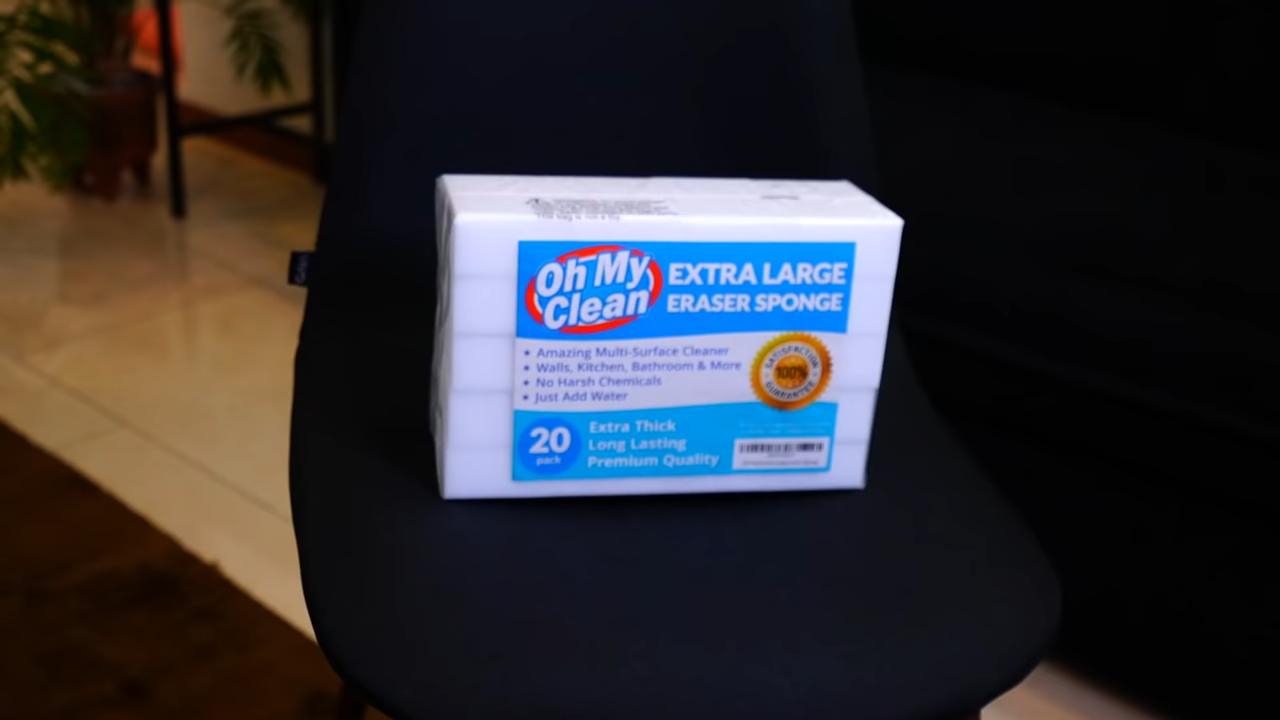 Oh My
Clean
EXTRA LARGE
ERASER SPONGE
• Amazing Multi-Surface Cleaner
• Walls, Kitchen, Bathroom & More
• No Harsh Chemicals
• Just Add Water
SATISFACTION
100%
GUARANTEE
20
pack
Extra Thick
Long Lasting
Premium Quality